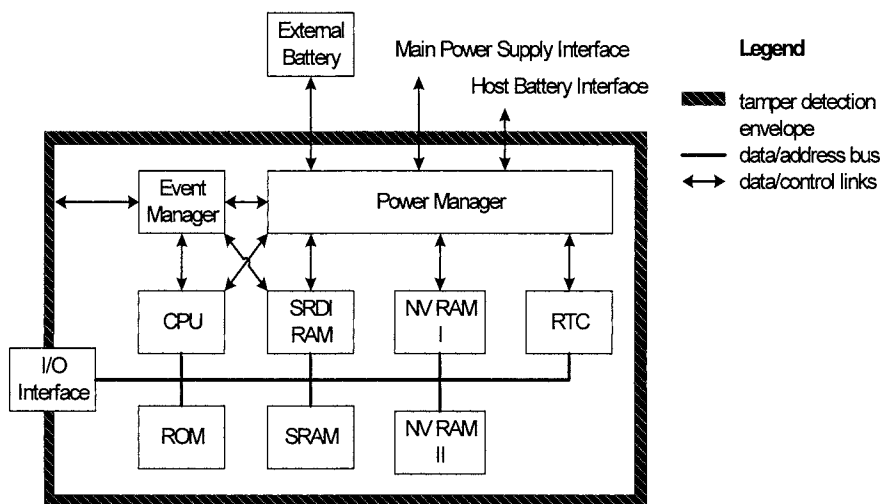 External
Battery
Main Power Supply Interface
Host Battery Interface
Legend
tamper detection
envelope
data/address bus
data/control links
Event
Manager
Power Manager
CPU
SRDI
RAM
NV RAM
I
RTC
I/O
Interface
ROM
SRAM
NV RAM
II